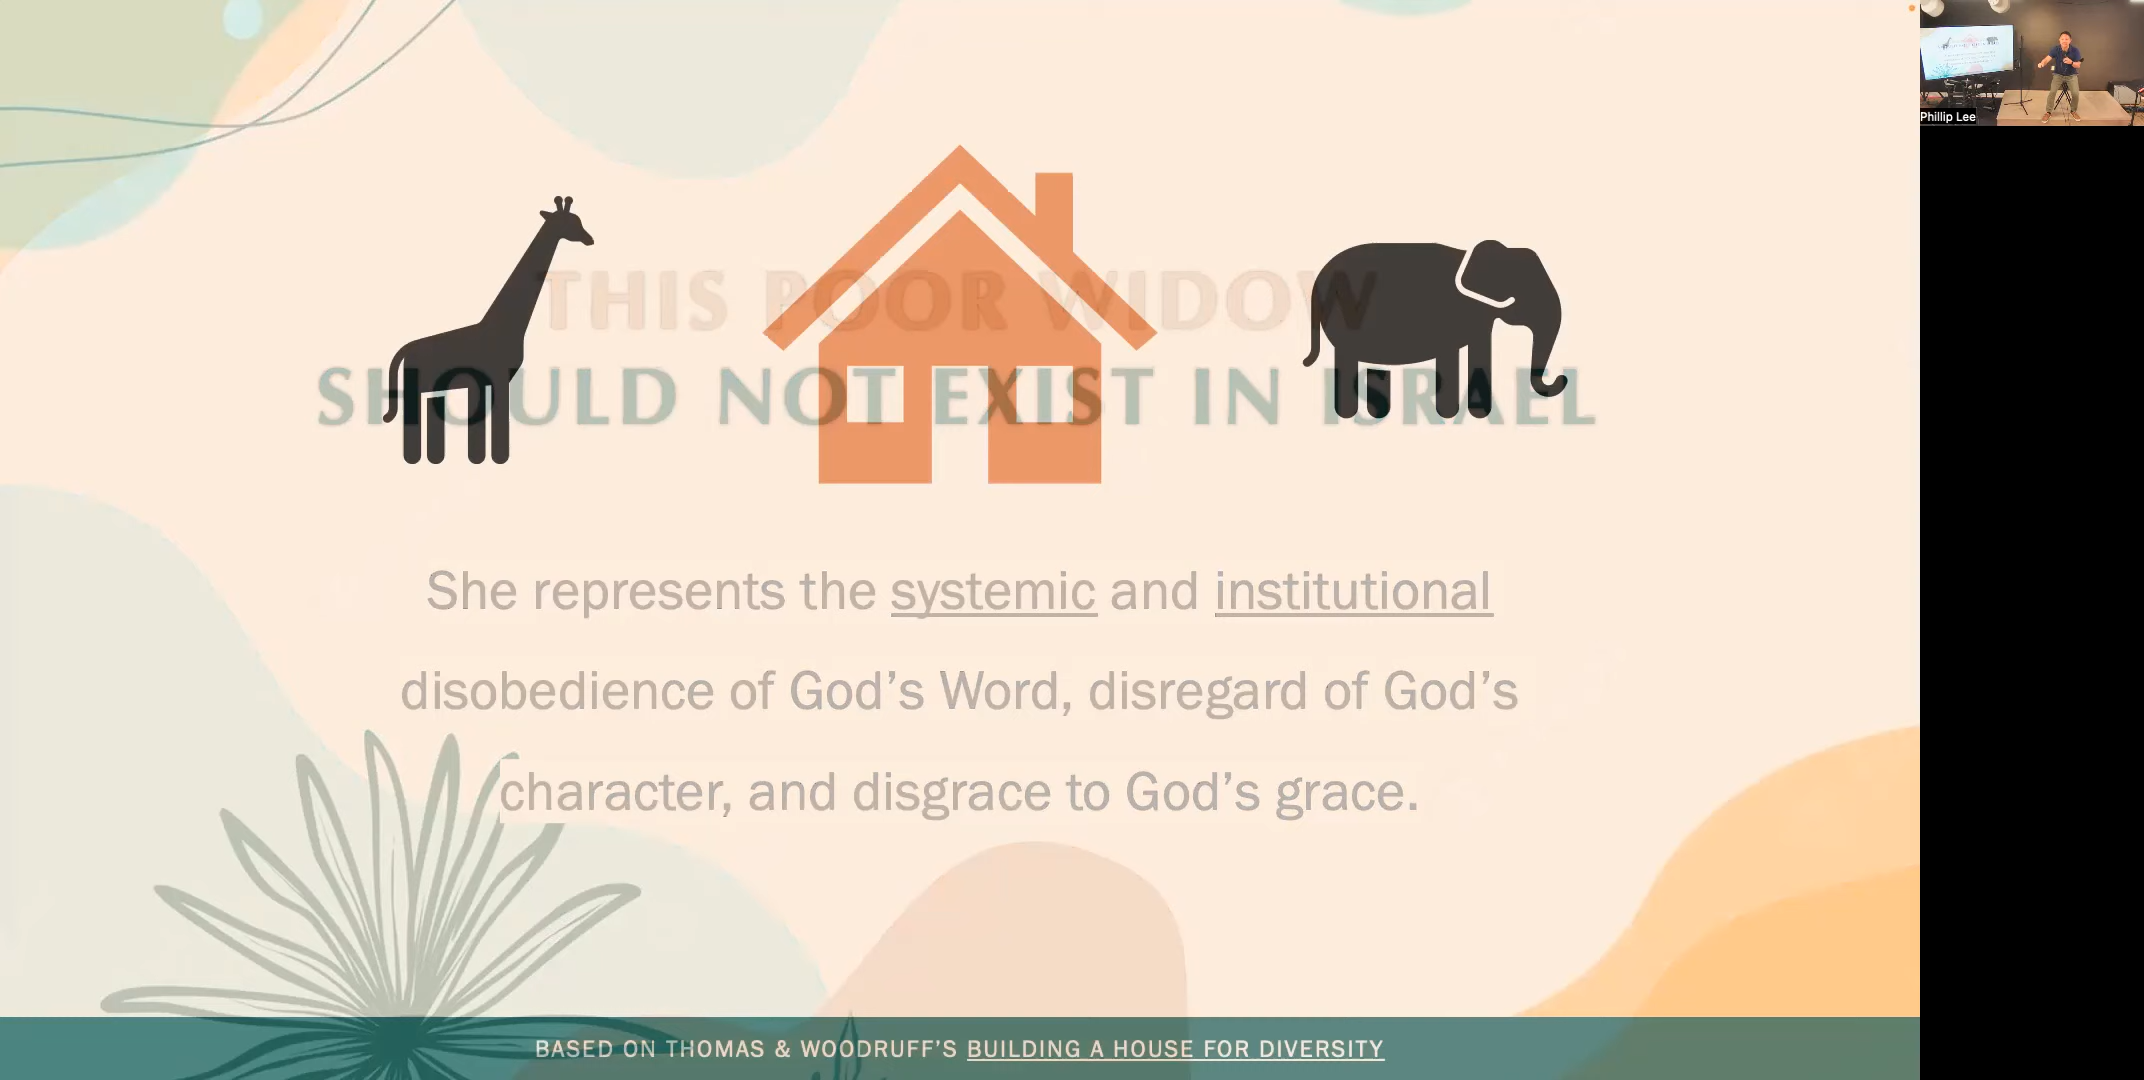 THIS POOR WIDOW
SHOULD NOT EXIST IN ISRAEL
She represents the systemic and institutional
disobedience of God’s Word, disregard of God’s
character, and disgrace to God’s grace.
BASED ON THOMAS & WOODRUFF’S BUILDING A HOUSE FOR DIVERSITY
Phillip Lee